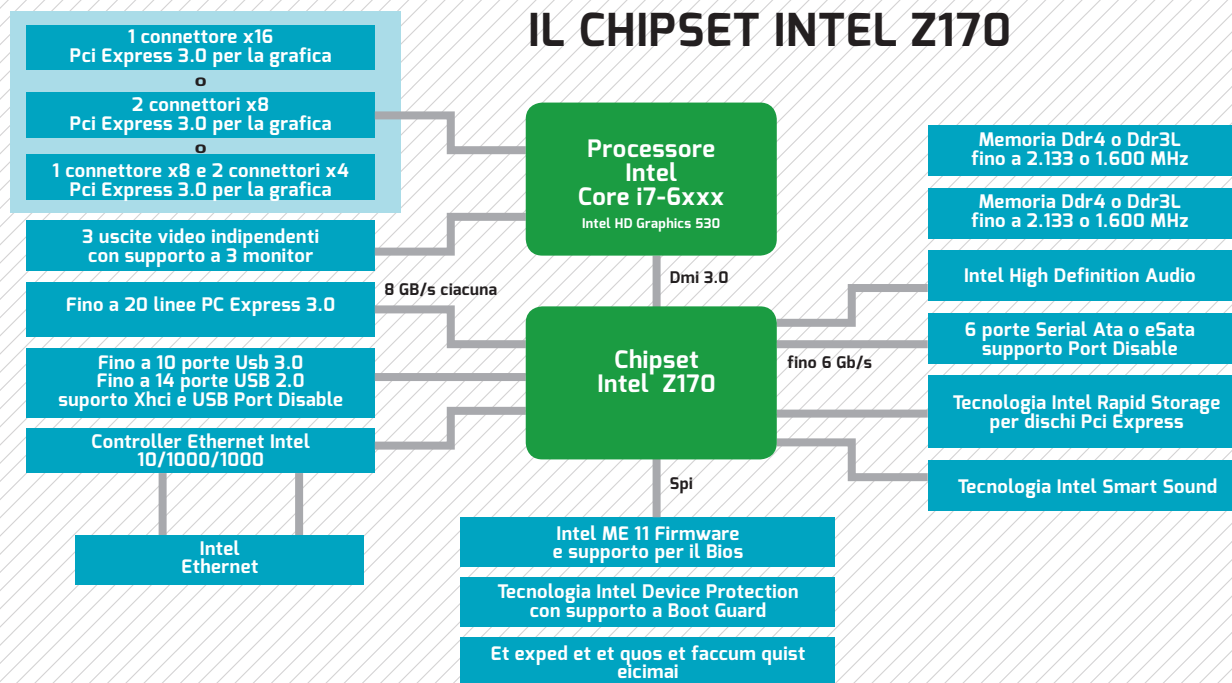 IL CHIPSET INTEL Z170
1 connettore x16
Pci Express 3.0 per la grafica
o
2 connettori x8
Pci Express 3.0 per la grafica
o
1 connettore x8 e 2 connettori x4
Pci Express 3.0 per la grafica
3 uscite video indipendenti
con supporto a 3 monitor
Fino a 20 linee PC Express 3.0
8 GB/s ciacuna
Fino a 10 porte Usb 3.0
Fino a 14 porte USB 2.0
suporto Xhci e USB Port Disable
Controller Ethernet Intel
10/1000/1000
Intel
Ethernet
Processore
Intel
Core i7-6xxx
Intel HD Graphics 530
Dmi 3.0
Chipset
Intel Z170
Spi
Intel ME 11 Firmware
e supporto per il Bios
Tecnologia Intel Device Protection
con supporto a Boot Guard
Et exped et et quos et faccum quist
eicimai
Memoria Ddr4 o Ddr3L
fino a 2.133 o 1.600 MHz
Memoria Ddr4 o Ddr3L
fino a 2.133 o 1.600 MHz
Intel High Definition Audio
6 porte Serial Ata o eSata
supporto Port Disable
fino 6 Gb/s
Tecnologia Intel Rapid Storage
per dischi Pci Express
Tecnologia Intel Smart Sound